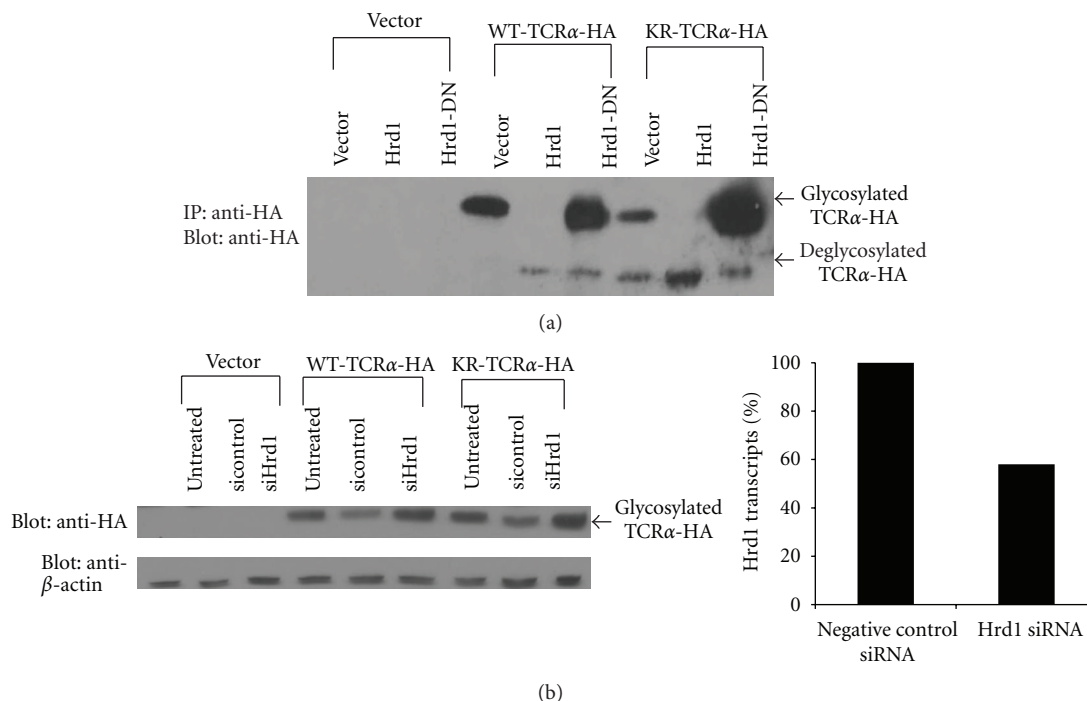 Vector
WT-TCRα-HA
KR-TCRα-HA
Vector
Hrd1
Hrd1-DN
Vector
Hrd1
Hrd1-DN
Vector
Hrd1
Hrd1-DN
IP: anti-HA
Blot: anti-HA
Glycosylated
TCRα-HA
Deglycosylated
TCRα-HA
(a)
Vector
WT-TCRα-HA
KR-TCRα-HA
Untreated
sicontrol
siHrd1
Untreated
sicontrol
siHrd1
Untreated
sicontrol
siHrd1
Blot: anti-HA
Glycosylated
TCRα-HA
Blot: anti-
β-actin
Hrd1 transcripts (%)
100
80
60
40
20
0
Negative control
siRNA
Hrd1 siRNA
(b)